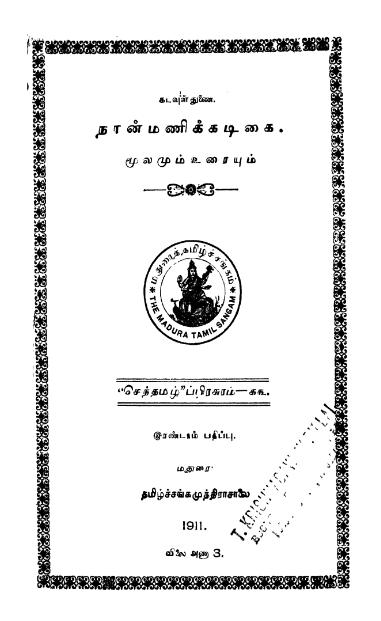 கடவுள் துணை.
நான்மணிக்கடிகை.
மூலமும் உரையும்
மதுரைத்தமிழ்ச்சங்கம்
THE MADURA TAMIL SANGAM
“செந்தமிழ்”ப்பிரசுரம்—கக.
இரண்டாம் பதிப்பு.
மதுரை:
தமிழ்ச்சங்கமுத்திராசாலை
1911.
விலை அணா 3.